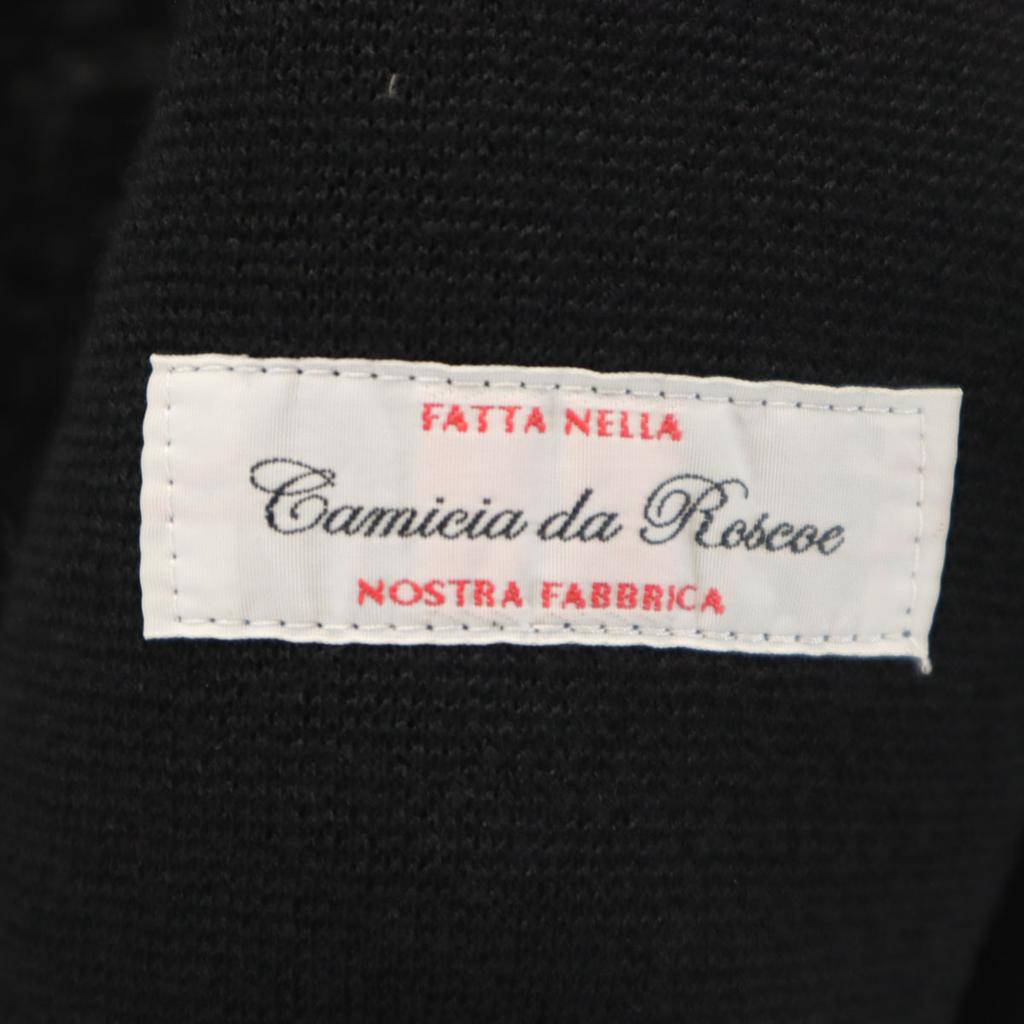 FATTA NELLA
Camicia da Roscoe
NOSTRA FABBRICA